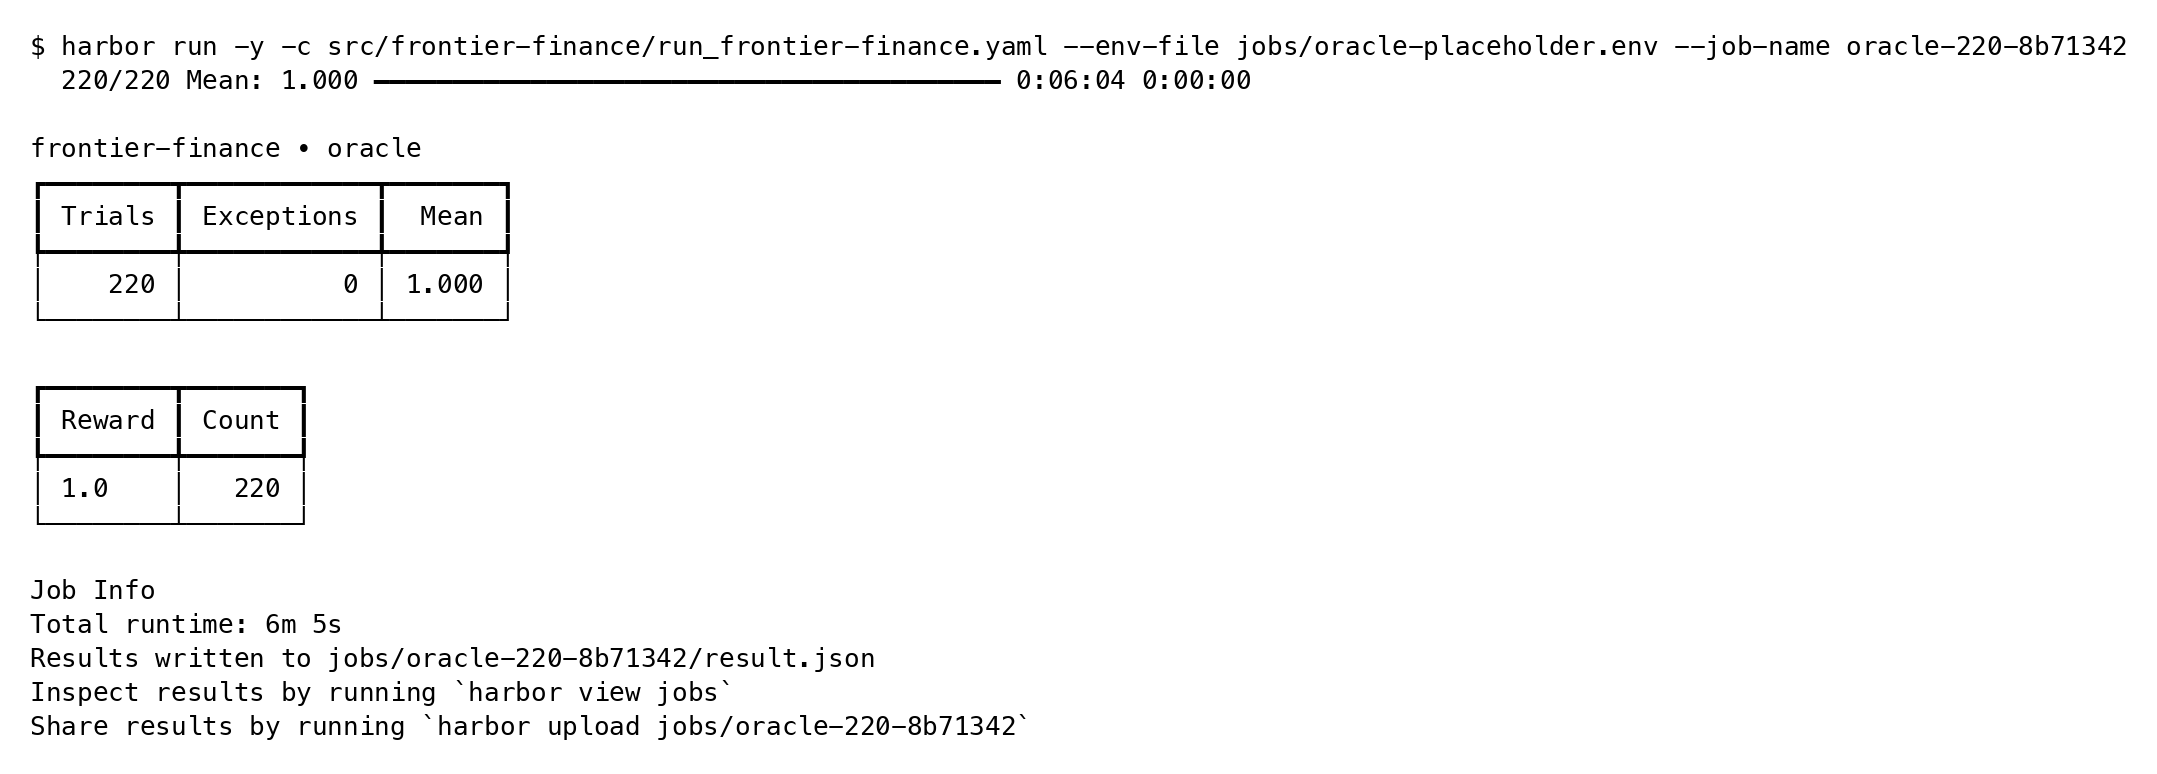 $ harbor run -y -c src/frontier-finance/run_frontier-finance.yaml --env-file jobs/oracle-placeholder.env --job-name oracle-220-8b71342
220/220 Mean: 1.000 ━━━━━━━━━━━━━━━━━━━━━━━━━━━━━━━━━━━━━━━━ 0:06:04 0:00:00
frontier-finance • oracle
Trials Exceptions Mean
220 0 1.000
Reward Count
1.0 220
Job Info
Total runtime: 6m 5s
Results written to jobs/oracle-220-8b71342/result.json
Inspect results by running `harbor view jobs`
Share results by running `harbor upload jobs/oracle-220-8b71342`